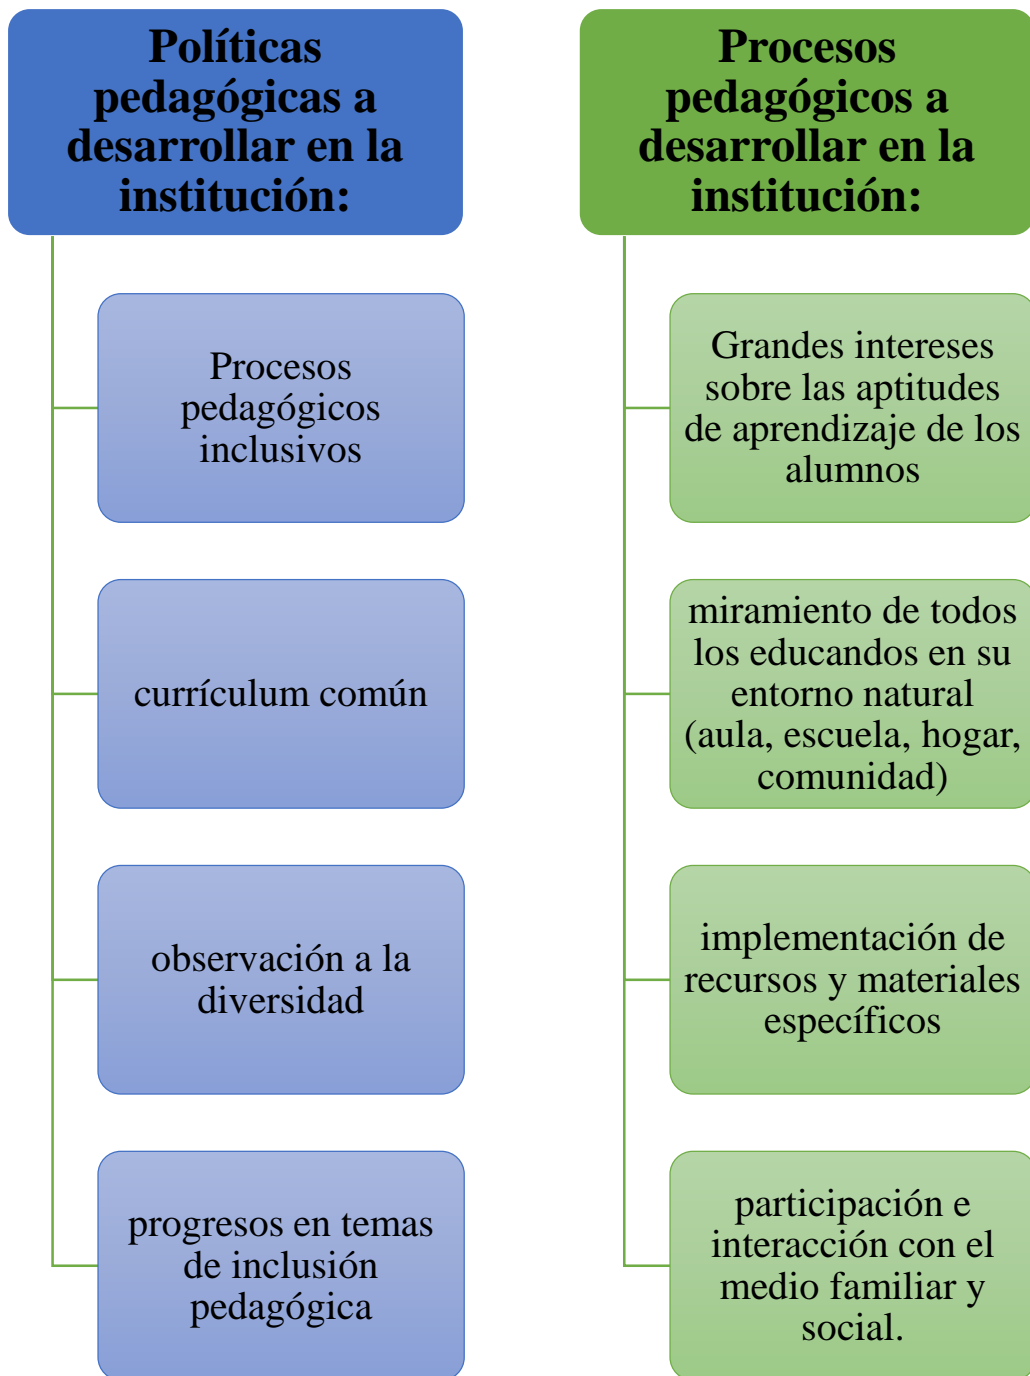 Políticas
pedagógicas a
desarrollar en la
institución:
Procesos
pedagógicos
inclusivos
currículum común
observación a la
diversidad
progresos en temas
de inclusión
pedagógica
Procesos
pedagógicos a
desarrollar en la
institución:
Grandes intereses
sobre las aptitudes
de aprendizaje de los
alumnos
miramiento de todos
los educandos en su
entorno natural
(aula, escuela, hogar,
comunidad)
implementación de
recursos y materiales
específicos
participación e
interacción con el
medio familiar y
social.